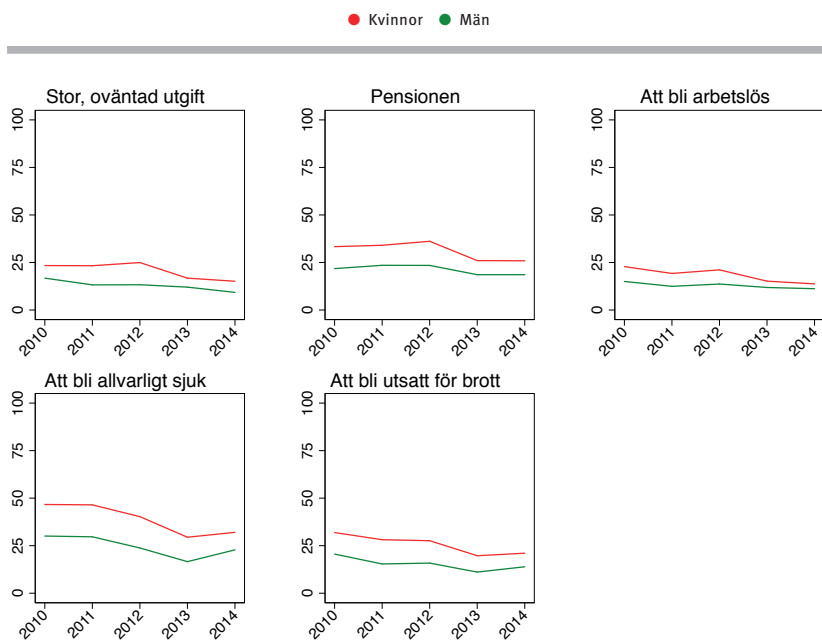 Kvinnor Män
Stor, oväntad utgift
100
75
50
25
0
2010 2011 2012 2013 2014
Pensionen
100
75
50
25
0
2010 2011 2012 2013 2014
Att bli arbetslös
100
75
50
25
0
2010 2011 2012 2013 2014
Att bli allvarligt sjuk
100
75
50
25
0
2010 2011 2012 2013 2014
Att bli utsatt för brott
100
75
50
25
0
2010 2011 2012 2013 2014